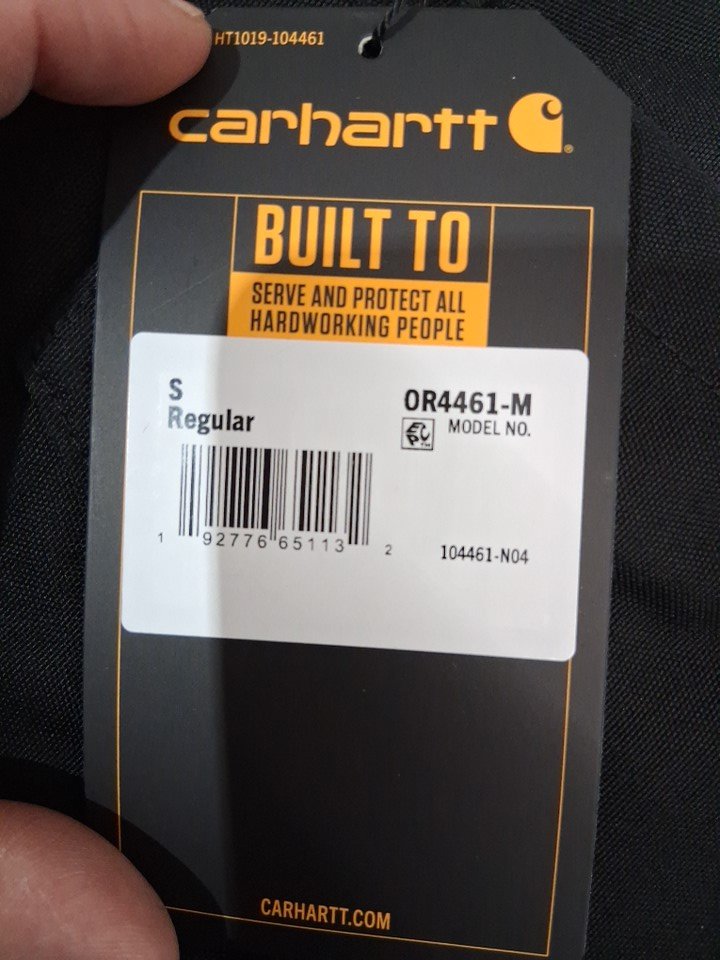 HT1019-104461
carhartt
BUILT TO
SERVE AND PROTECT ALL
HARDWORKING PEOPLE
S
Regular
OR4461-M
MODEL NO.
1 92776 65113 2
104461-N04
CARHARTT.COM